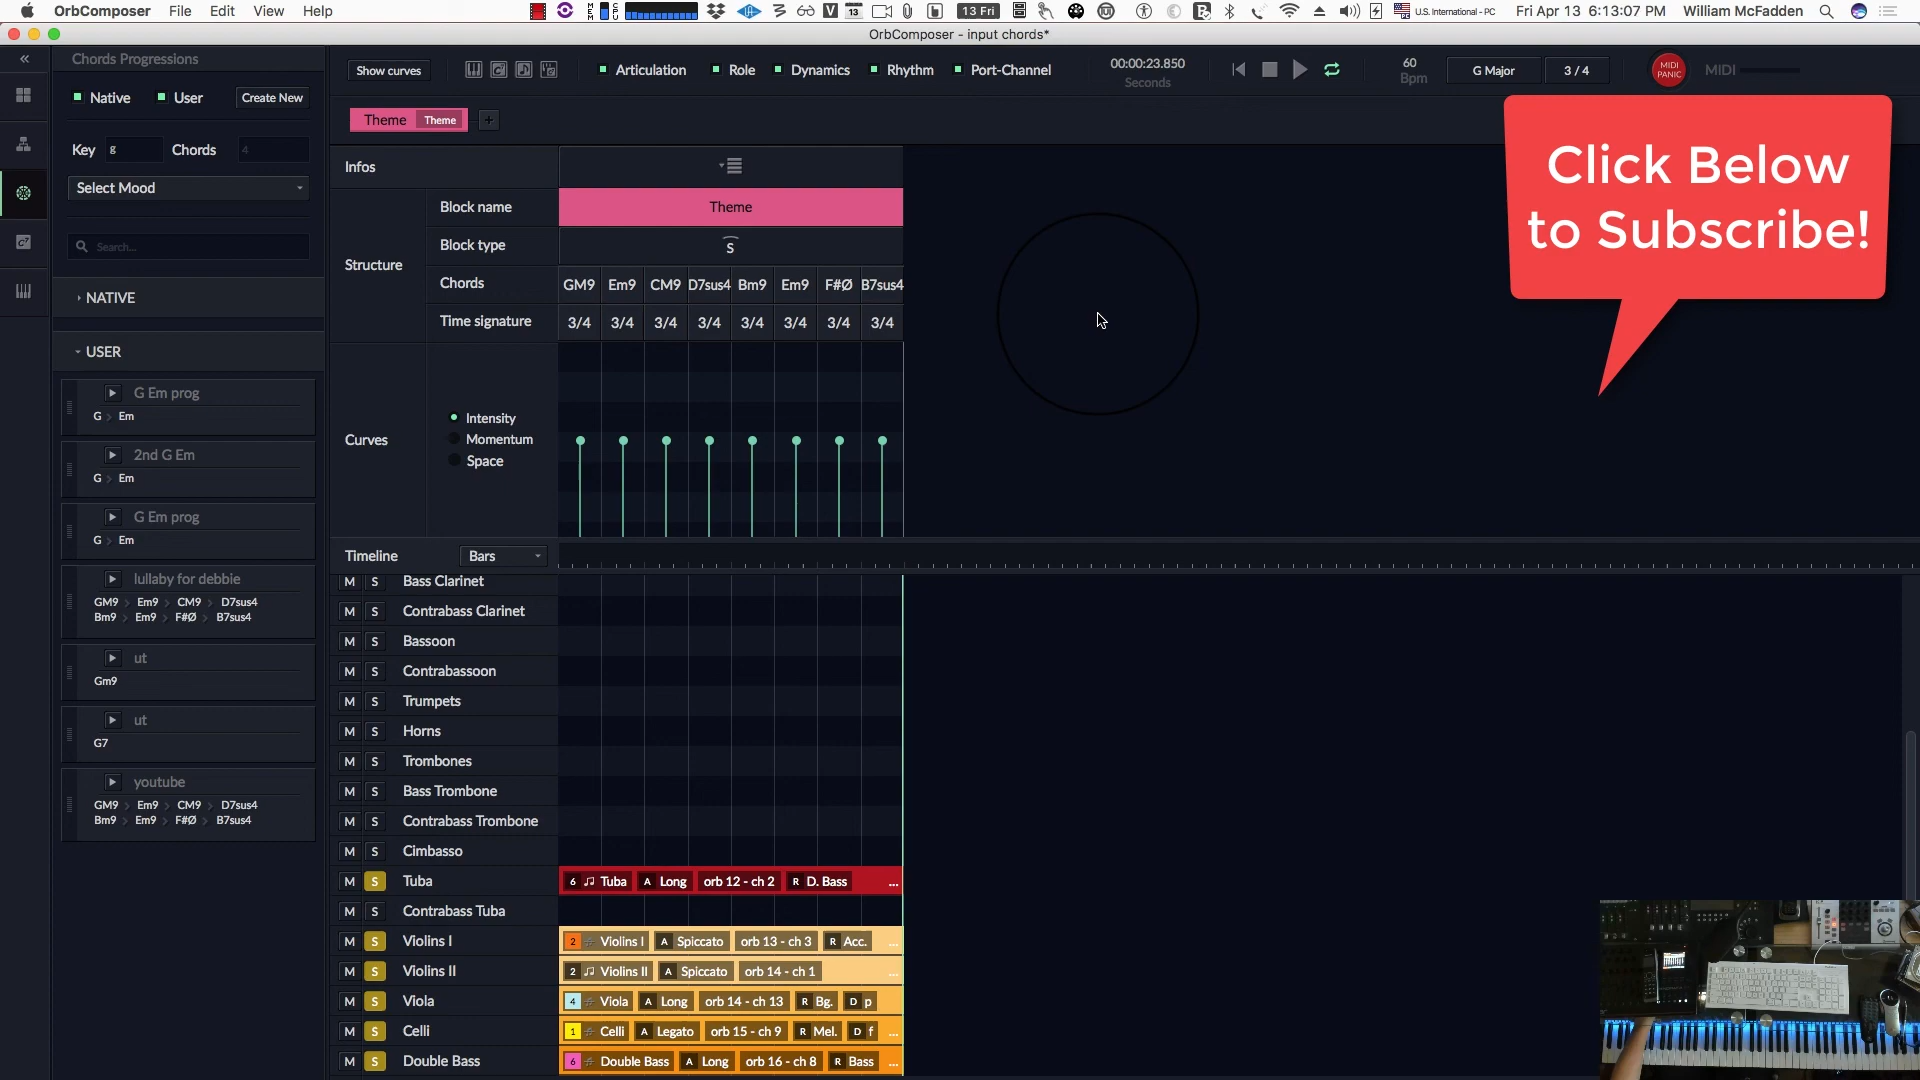 OrbComposer File Edit View Help
MEM CPU
V 13 13 Fri
U.S. International - PC Fri Apr 13 6:13:07 PM William McFadden
OrbComposer - input chords*
Chords Progressions
Native User Create New
Key g Chords 4
Select Mood
Search...
NATIVE
USER
G Em prog
G > Em
2nd G Em
G > Em
G Em prog
G > Em
lullaby for debbie
GM9 > Em9 > CM9 > D7sus4
Bm9 > Em9 > F#Ø > B7sus4
ut
Gm9
ut
G7
youtube
GM9 > Em9 > CM9 > D7sus4
Bm9 > Em9 > F#Ø > B7sus4
Show curves
Articulation Role Dynamics Rhythm Port-Channel
00:00:23.850
Seconds
60
Bpm
G Major 3 / 4
MIDI
PANIC
MIDI
Theme Theme +
Infos
Structure
Block name Theme
Block type S
Chords GM9 Em9 CM9 D7sus4 Bm9 Em9 F#Ø B7sus4
Time signature 3/4 3/4 3/4 3/4 3/4 3/4 3/4 3/4
Curves
Intensity
Momentum
Space
Timeline Bars
M S Bass Clarinet
M S Contrabass Clarinet
M S Bassoon
M S Contrabassoon
M S Trumpets
M S Horns
M S Trombones
M S Bass Trombone
M S Contrabass Trombone
M S Cimbasso
M S Tuba 6 Tuba A Long orb 12 - ch 2 R D. Bass ...
M S Contrabass Tuba
M S Violins I 2 Violins I A Spiccato orb 13 - ch 3 R Acc. ...
M S Violins II 2 Violins II A Spiccato orb 14 - ch 1 ...
M S Viola 4 Viola A Long orb 14 - ch 13 R Bg. D p
M S Celli 1 Celli A Legato orb 15 - ch 9 R Mel. D f ...
M S Double Bass 6 Double Bass A Long orb 16 - ch 8 R Bass ...
Click Below
to Subscribe!